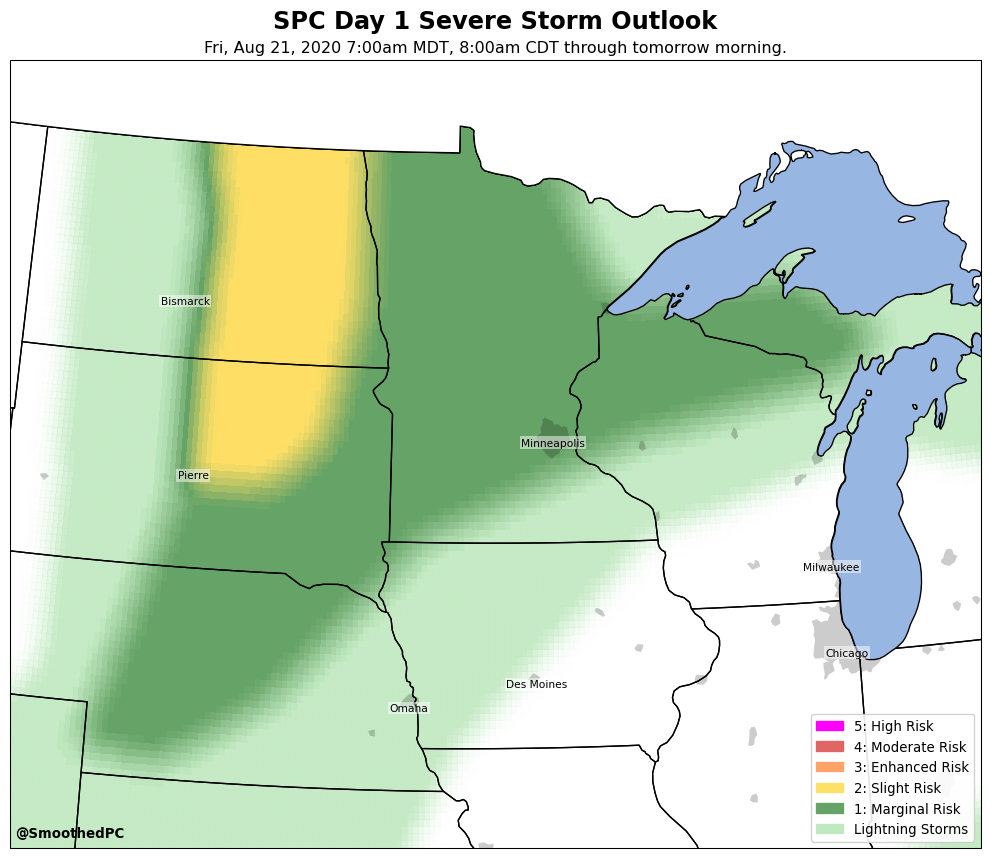 SPC Day 1 Severe Storm Outlook
Fri, Aug 21, 2020 7:00am MDT, 8:00am CDT through tomorrow morning.
Bismarck
Minneapolis
Pierre
Milwaukee
Chicago
Des Moines
Omaha
5: High Risk
4: Moderate Risk
3: Enhanced Risk
2: Slight Risk
1: Marginal Risk
Lightning Storms
@SmoothedPC